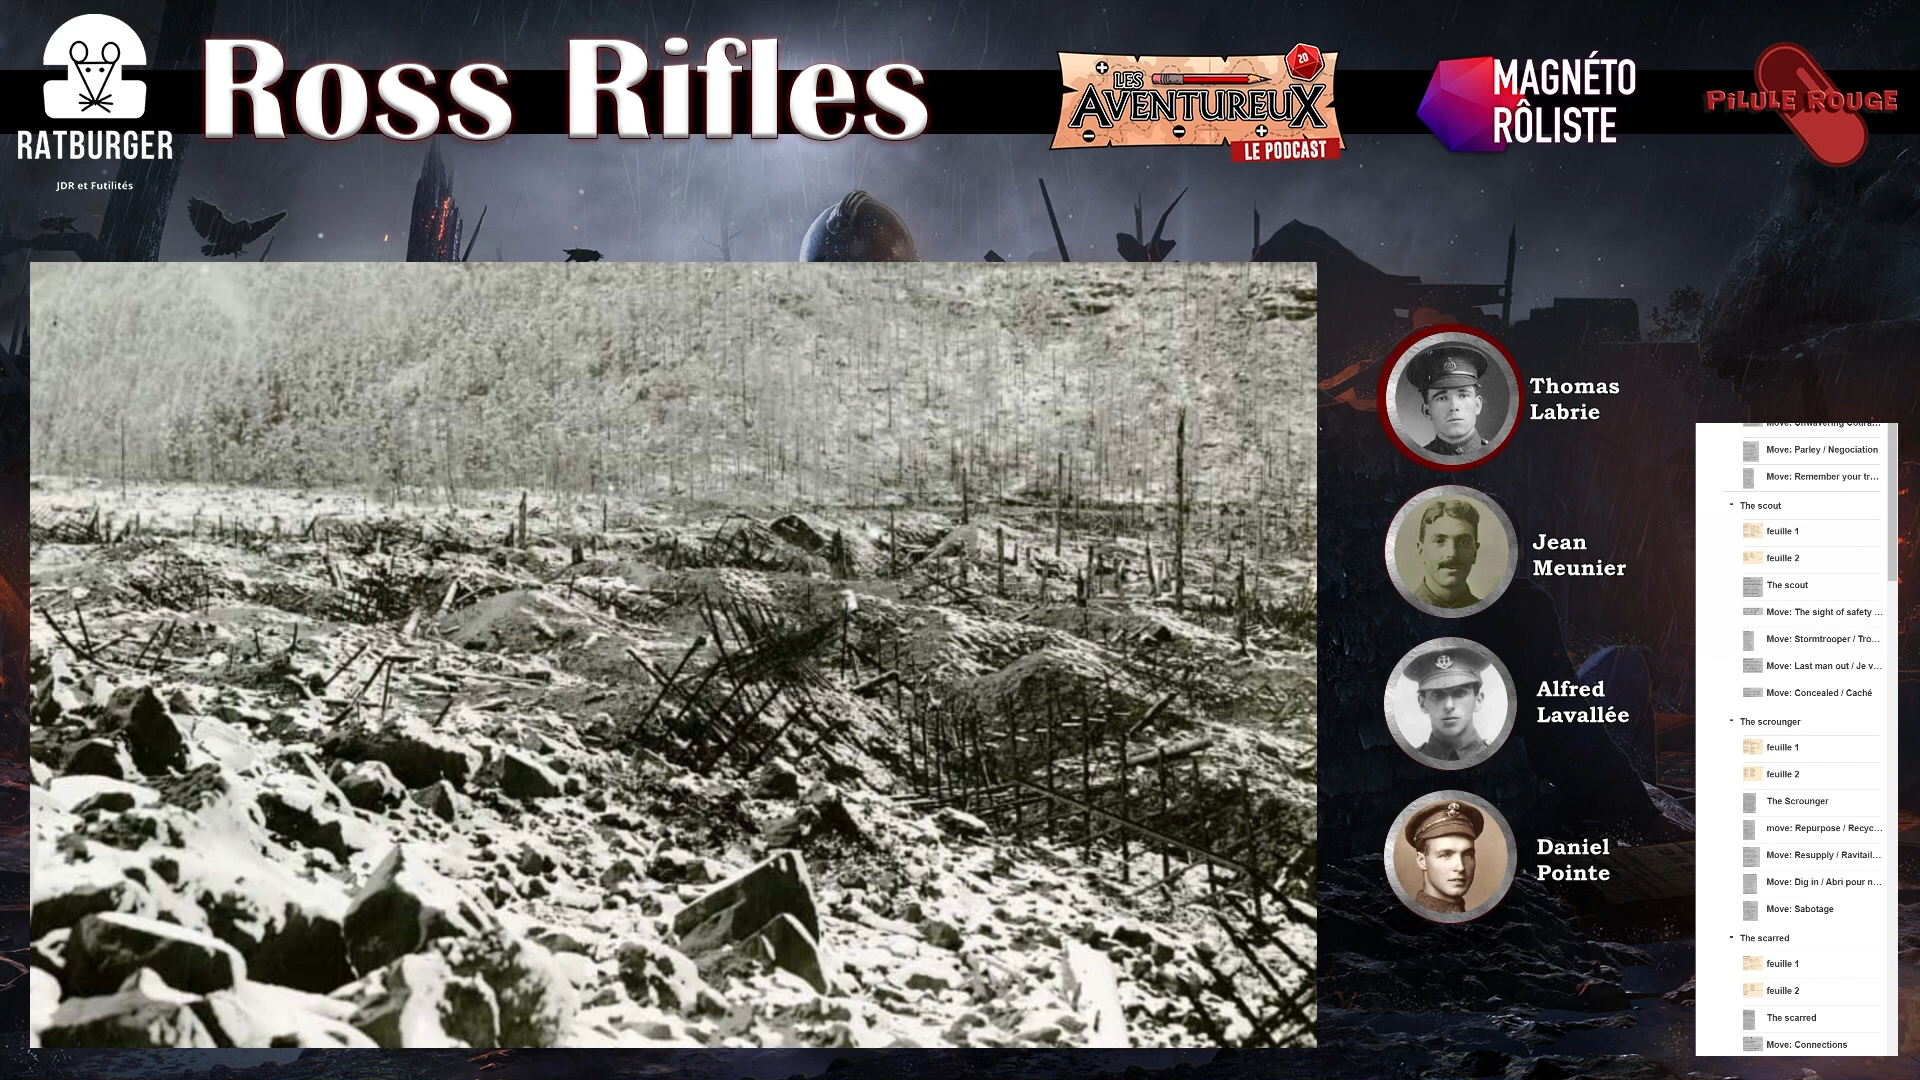 RATBURGER
JDR et Futilités
Ross Rifles
LES
AVENTUREUX
20
LE PODCAST
MAGNÉTO
RÔLISTE
PiLULE ROUGE
Thomas
Labrie
Jean
Meunier
Alfred
Lavallée
Daniel
Pointe
Move: Parley / Negociation
Move: Remember your tr...
- The scout
feuille 1
feuille 2
The scout
Move: The sight of safety ...
Move: Stormtrooper / Tro...
Move: Last man out / Je v...
Move: Concealed / Caché
- The scrounger
feuille 1
feuille 2
The Scrounger
move: Repurpose / Recyc...
Move: Resupply / Ravitail...
Move: Dig in / Abri pour n...
Move: Sabotage
- The scarred
feuille 1
feuille 2
The scarred
Move: Connections